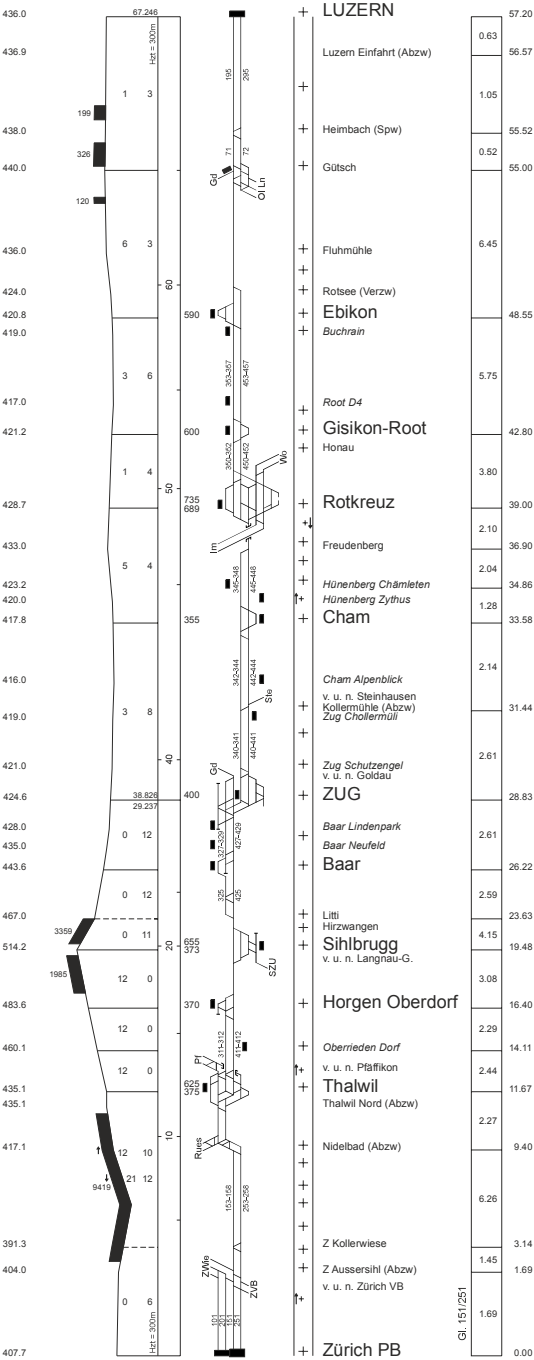 436.0 67.246 LUZERN 57.20
Hzt = 300m 195 295 0.63
436.9 Luzern Einfahrt (Abzw) 56.57
1 3 1.05
199
438.0 Heimbach (Spw) 55.52
326 71 72 0.52
440.0 Gd Gütsch 55.00
Ol Ln
120
6 3 6.45
436.0 Fluhmühle
60
424.0 Rotsee (Verzw)
420.8 590 Ebikon 48.55
419.0 Buchrain
3 6 353-357 453-457 5.75
417.0 Root D4
421.2 600 Gisikon-Root 42.80
350-352 450-452 Honau
Wo
1 4 50 3.80
428.7 735 Rotkreuz 39.00
689
2.10
433.0 Im Freudenberg 36.90
5 4 345-348 445-448 2.04
423.2 Hünenberg Chämleten 34.86
420.0 Hünenberg Zythus 1.28
417.8 355 Cham 33.58
342-344 442-444 2.14
416.0 Cham Alpenblick
Ste v. u. n. Steinhausen
Kollermühle (Abzw) 31.44
419.0 3 8 Zug Chollermüli
340-341 440-441 2.61
40
421.0 Gd Zug Schutzengel
v. u. n. Goldau
424.6 38.826 400 ZUG 28.83
29.237
428.0 Baar Lindenpark
0 12 327-329 427-429 2.61
435.0 Baar Neufeld
443.6 Baar 26.22
0 12 325 425 2.59
467.0 Litti 23.63
3359 0 11 Hirzwangen 4.15
514.2 20 655 Sihlbrugg 19.48
373 v. u. n. Langnau-G.
1985 SZU
12 0 3.08
483.6 370 Horgen Oberdorf 16.40
12 0 311-312 411-412 2.29
460.1 Oberrieden Dorf 14.11
Pf
12 0 v. u. n. Pfäffikon 2.44
435.1 625 Thalwil 11.67
375
435.1 Thalwil Nord (Abzw)
10 2.27
417.1 Rues Nidelbad (Abzw) 9.40
12 10
21 12
9419 153-158 253-258 6.26
391.3 Z Kollerwiese 3.14
1.45
404.0 ZWie Z Aussersihl (Abzw) 1.69
ZVB v. u. n. Zürich VB
0 6 101 201 151 251 1.69
Hzt = 300m Gl. 151/251
407.7 Zürich PB 0.00